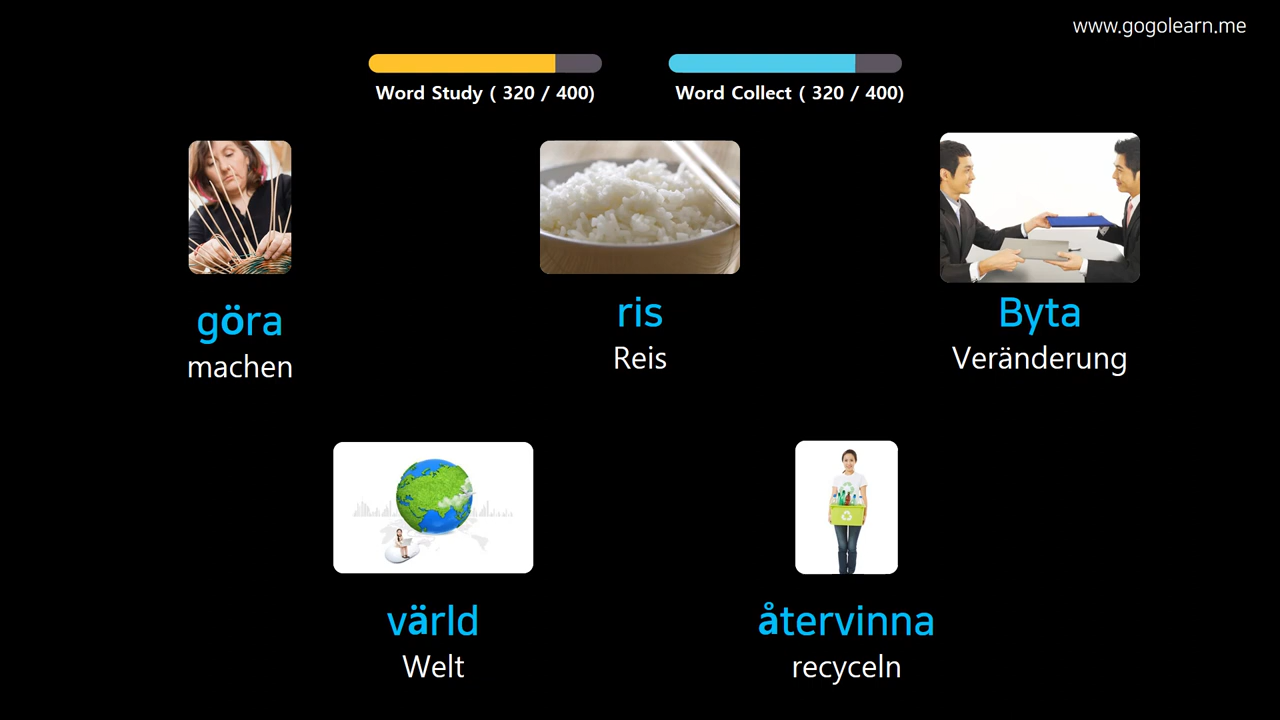 www.gogolearn.me
Word Study ( 320 / 400)
Word Collect ( 320 / 400)
göra
machen
ris
Reis
Byta
Veränderung
värld
Welt
återvinna
recyceln